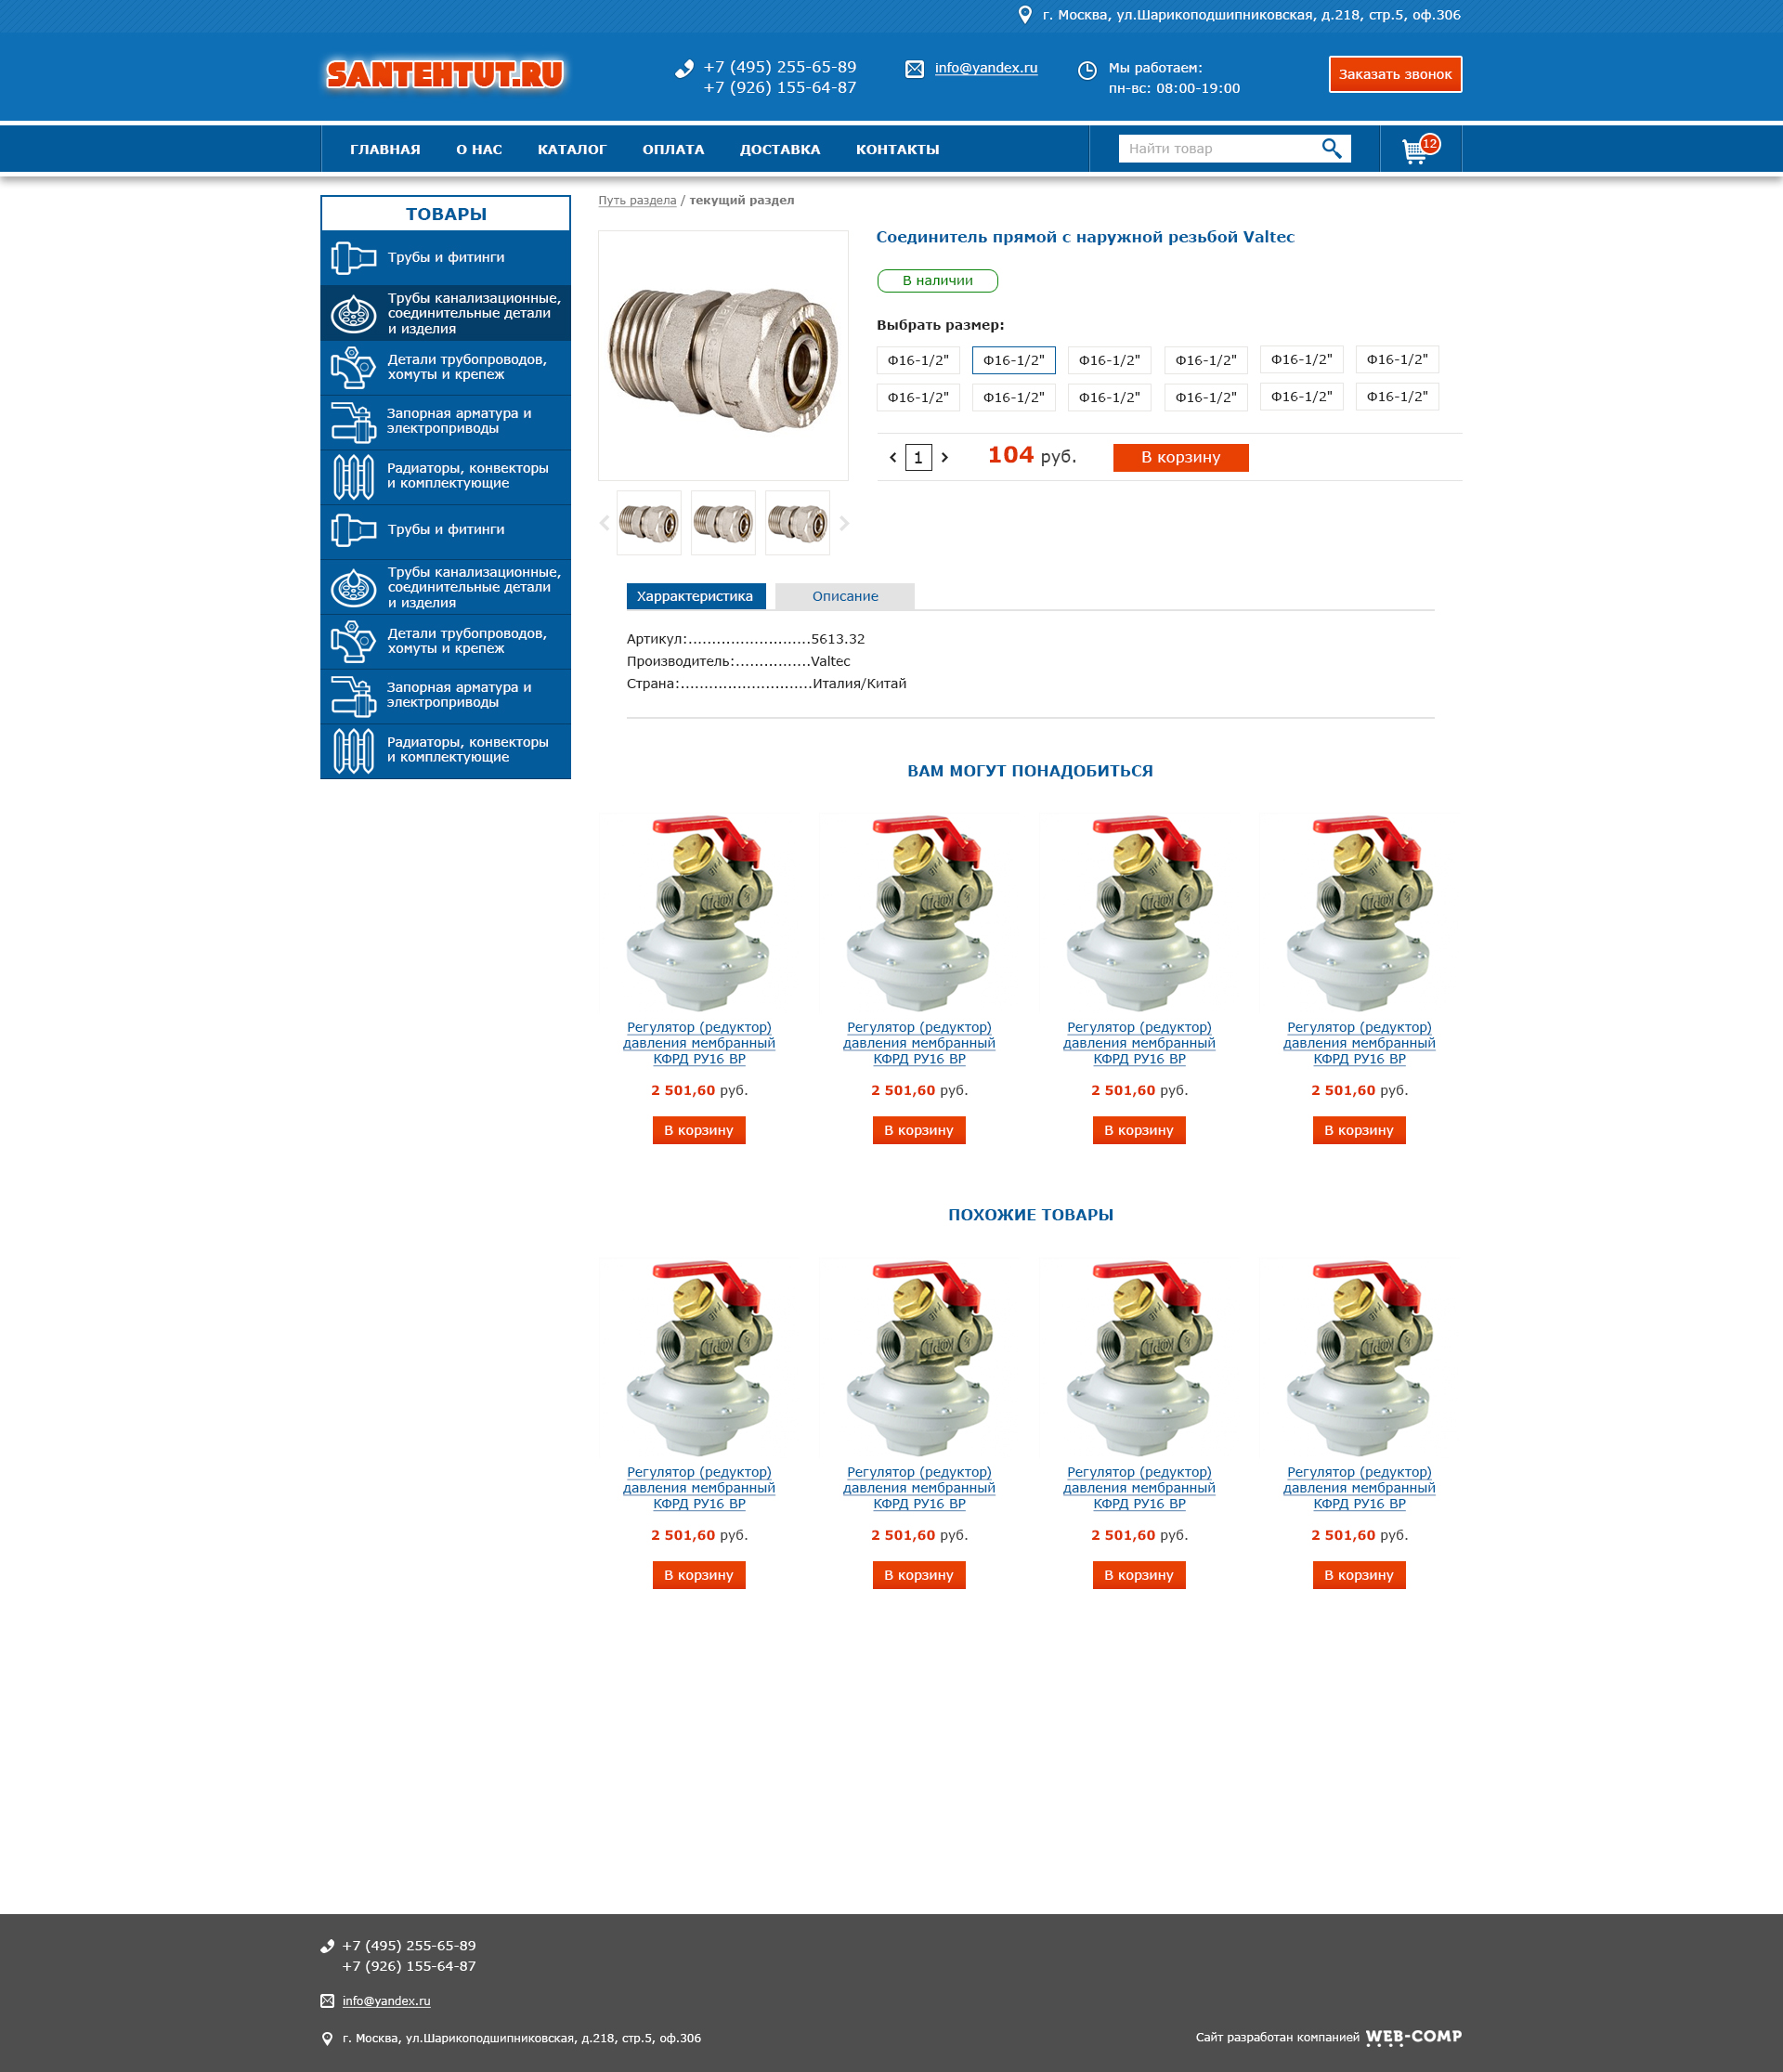 г. Москва, ул.Шарикоподшипниковская, д.218, стр.5, оф.306
SANTEHTUT.RU
+7 (495) 255-65-89
+7 (926) 155-64-87
info@yandex.ru
Мы работаем:
пн-вс: 08:00-19:00
Заказать звонок
ГЛАВНАЯ О НАС КАТАЛОГ ОПЛАТА ДОСТАВКА КОНТАКТЫ
Найти товар
12
ТОВАРЫ
Трубы и фитинги
Трубы канализационные,
соединительные детали
и изделия
Детали трубопроводов,
хомуты и крепеж
Запорная арматура и
электроприводы
Радиаторы, конвекторы
и комплектующие
Трубы и фитинги
Трубы канализационные,
соединительные детали
и изделия
Детали трубопроводов,
хомуты и крепеж
Запорная арматура и
электроприводы
Радиаторы, конвекторы
и комплектующие
Путь раздела / текущий раздел
Соединитель прямой с наружной резьбой Valtec
В наличии
Выбрать размер:
Ф16-1/2" Ф16-1/2" Ф16-1/2" Ф16-1/2" Ф16-1/2" Ф16-1/2"
Ф16-1/2" Ф16-1/2" Ф16-1/2" Ф16-1/2" Ф16-1/2" Ф16-1/2"
1 104 руб. В корзину
Харрактеристика Описание
Артикул:..........................5613.32
Производитель:................Valtec
Страна:............................Италия/Китай
ВАМ МОГУТ ПОНАДОБИТЬСЯ
Регулятор (редуктор) Регулятор (редуктор) Регулятор (редуктор) Регулятор (редуктор)
давления мембранный давления мембранный давления мембранный давления мембранный
КФРД РУ16 ВР КФРД РУ16 ВР КФРД РУ16 ВР КФРД РУ16 ВР
2 501,60 руб. 2 501,60 руб. 2 501,60 руб. 2 501,60 руб.
В корзину В корзину В корзину В корзину
ПОХОЖИЕ ТОВАРЫ
Регулятор (редуктор) Регулятор (редуктор) Регулятор (редуктор) Регулятор (редуктор)
давления мембранный давления мембранный давления мембранный давления мембранный
КФРД РУ16 ВР КФРД РУ16 ВР КФРД РУ16 ВР КФРД РУ16 ВР
2 501,60 руб. 2 501,60 руб. 2 501,60 руб. 2 501,60 руб.
В корзину В корзину В корзину В корзину
+7 (495) 255-65-89
+7 (926) 155-64-87
info@yandex.ru
г. Москва, ул.Шарикоподшипниковская, д.218, стр.5, оф.306
Сайт разработан компанией WEB-COMP